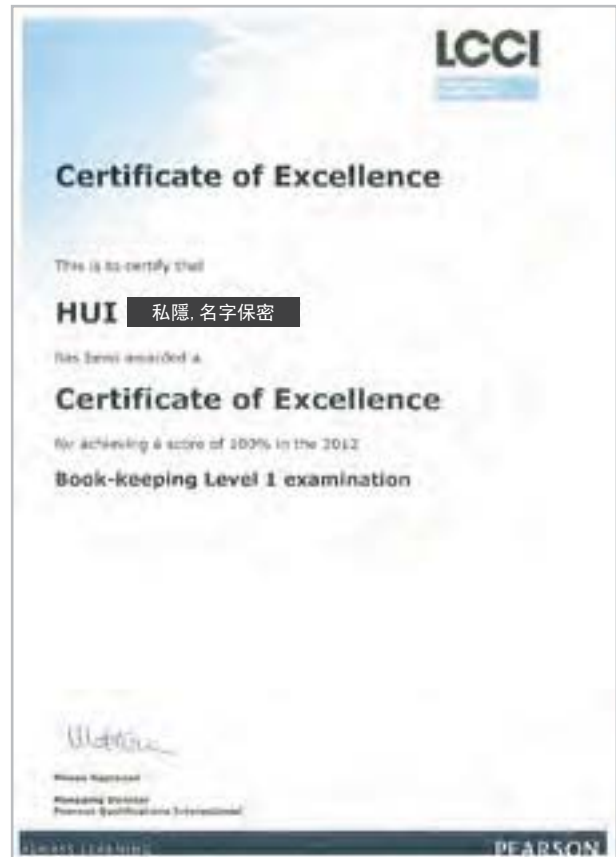 LCCI
Certificate of Excellence
This is to certify that
HUI 私隱, 名字保密
has been awarded a
Certificate of Excellence
for achieving a score of 100% in the 2012
Book-keeping Level 1 examination
Managing Director
Pearson Qualifications International
ALWAYS LEARNING
PEARSON